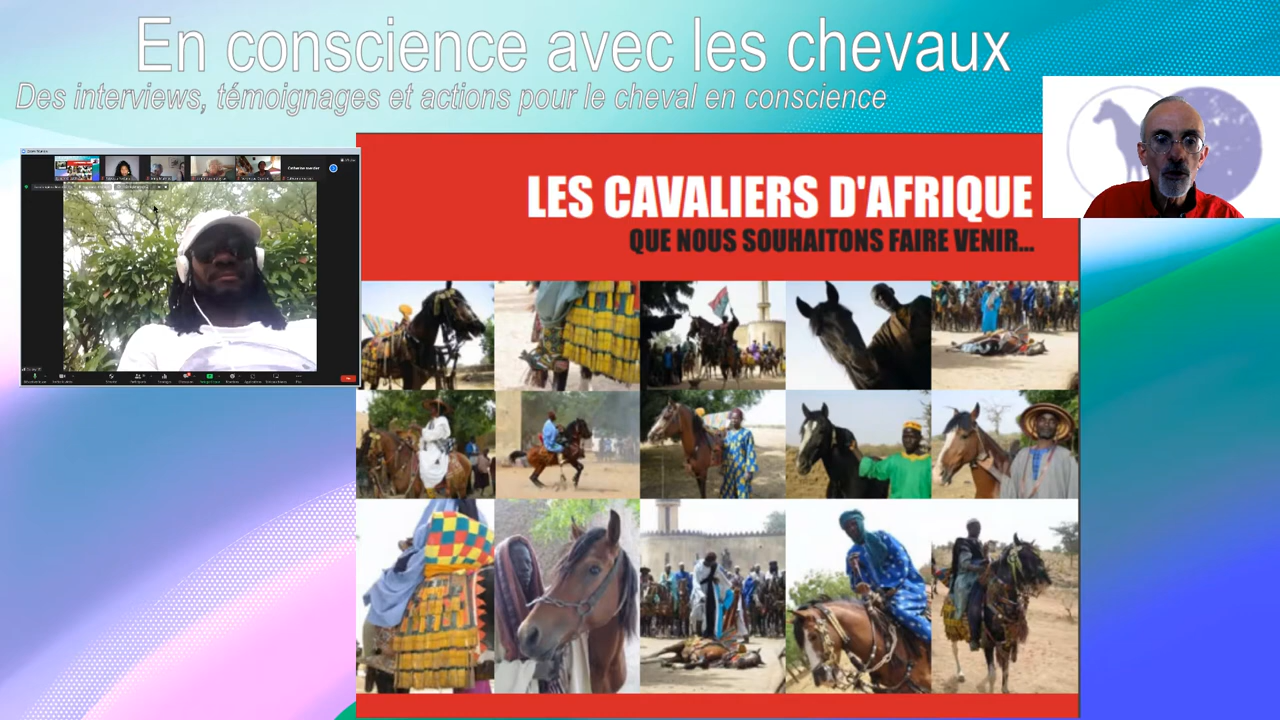 En conscience avec les chevaux
Des interviews, témoignages et actions pour le cheval en conscience
LES CAVALIERS D'AFRIQUE
QUE NOUS SOUHAITONS FAIRE VENIR...